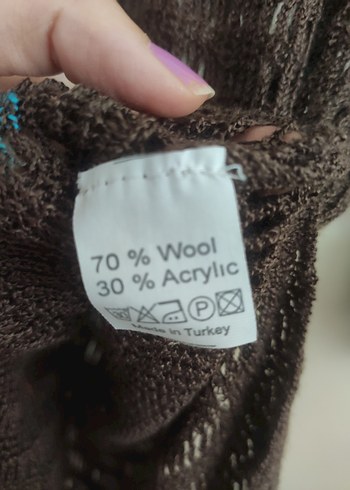 70 % Wool
30 % Acrylic
P
Made in Turkey